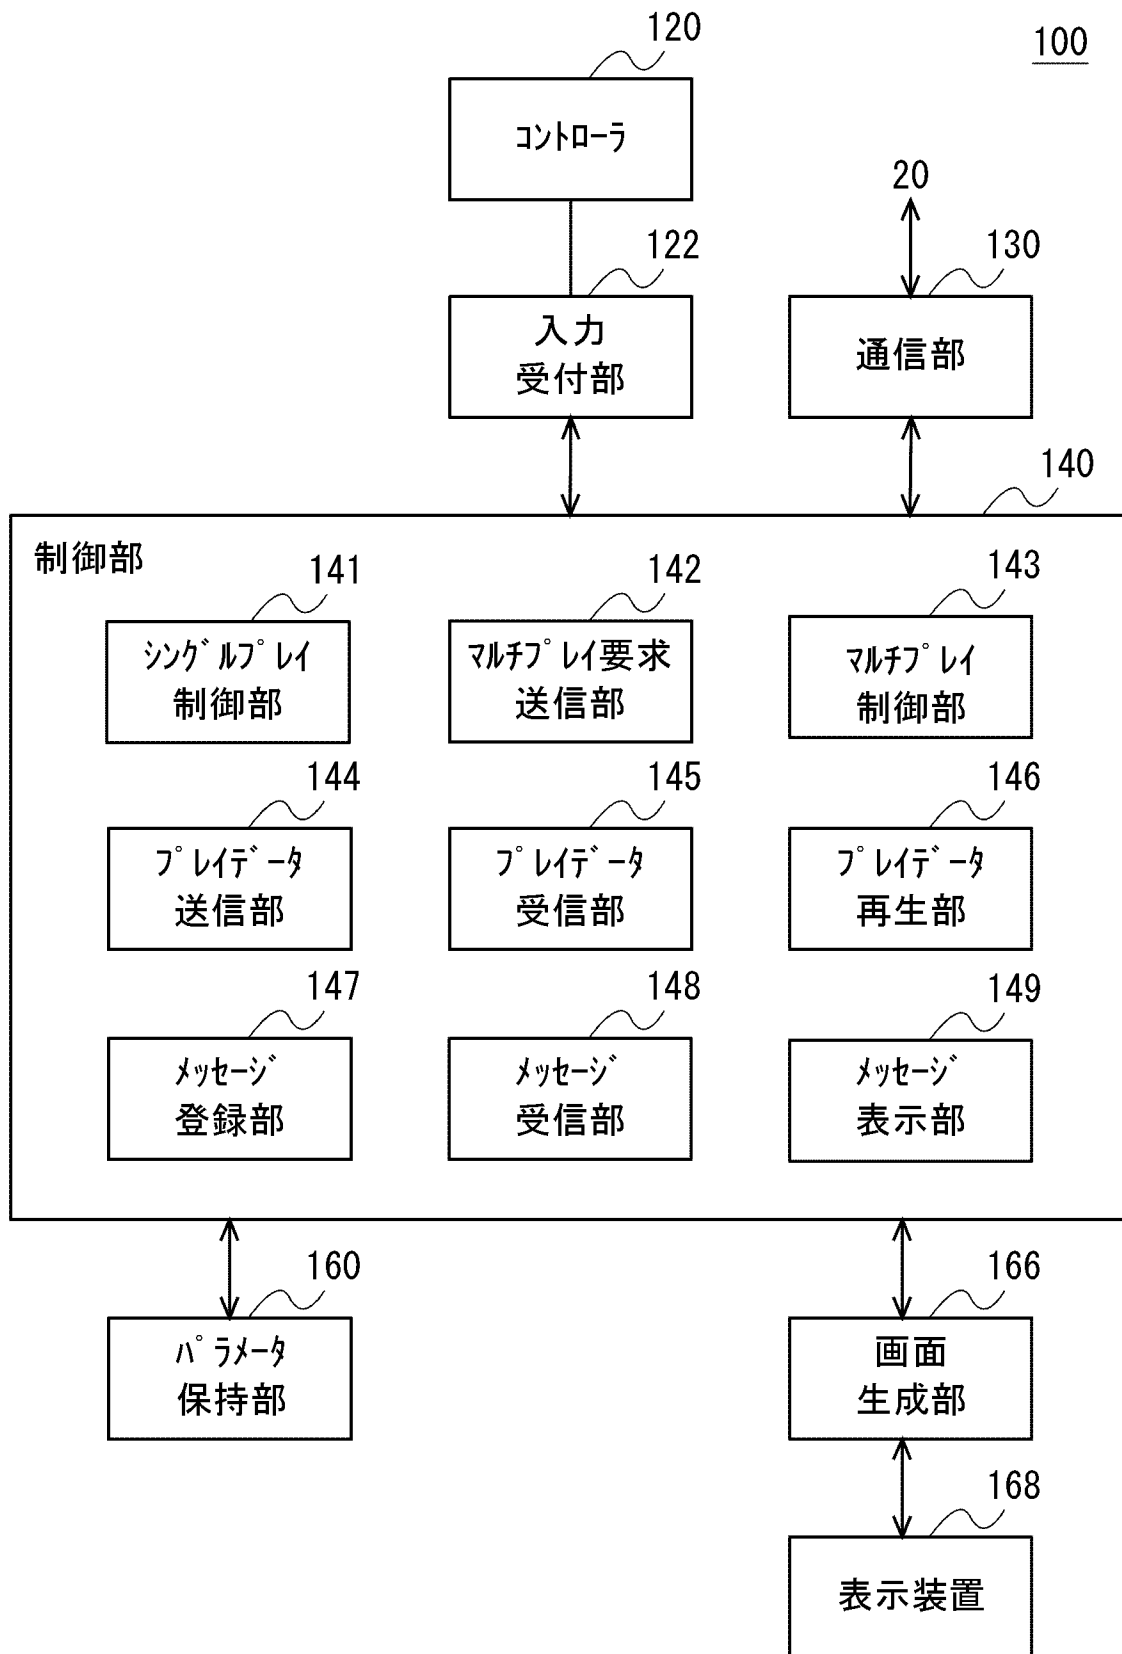 120
100
コントローラ
20
122
130
入力
受付部
通信部
140
制御部
141
142
143
シングルプレイ
制御部
マルチプレイ要求
送信部
マルチプレイ
制御部
144
145
146
プレイデータ
送信部
プレイデータ
受信部
プレイデータ
再生部
147
148
149
メッセージ
登録部
メッセージ
受信部
メッセージ
表示部
160
166
パラメータ
保持部
画面
生成部
168
表示装置